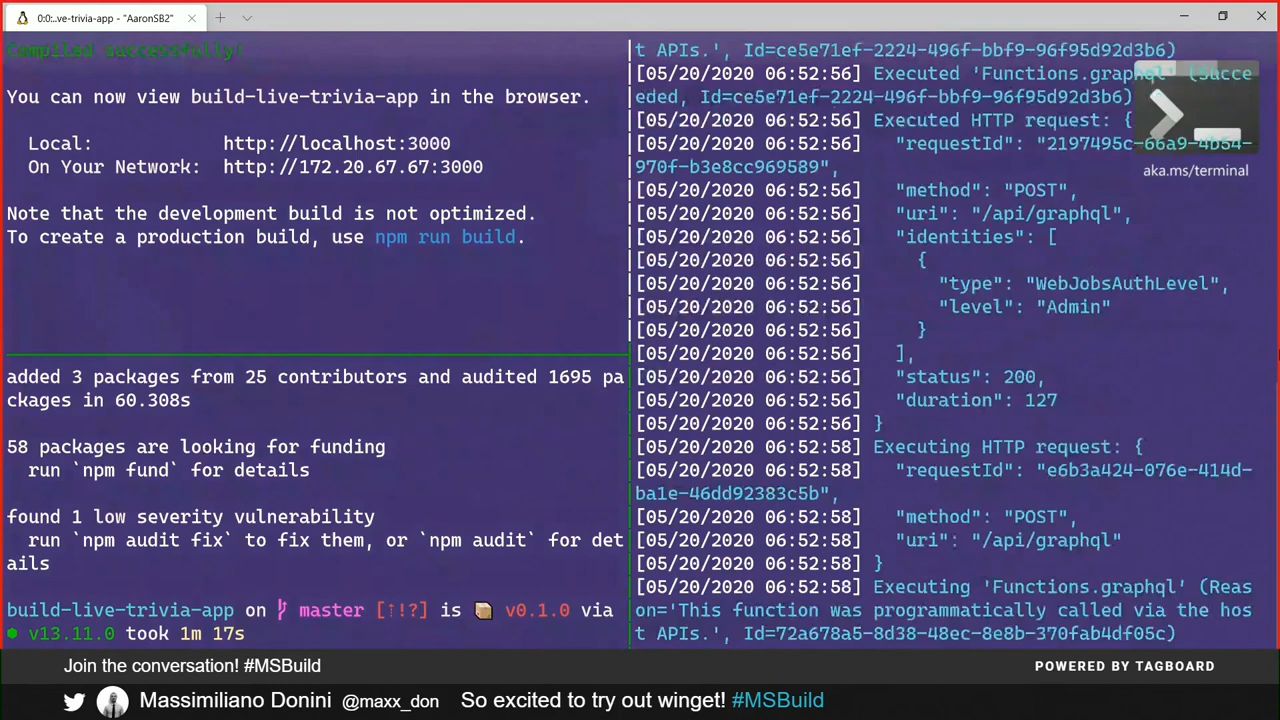 0:0:..ve-trivia-app - "AaronSB2"
Compiled successfully!
You can now view build-live-trivia-app in the browser.
Local: http://localhost:3000
On Your Network: http://172.20.67.67:3000
Note that the development build is not optimized.
To create a production build, use npm run build.
added 3 packages from 25 contributors and audited 1695 pa
ckages in 60.308s
58 packages are looking for funding
run `npm fund` for details
found 1 low severity vulnerability
run `npm audit fix` to fix them, or `npm audit` for det
ails
build-live-trivia-app on master [↑!?] is 📦 v0.1.0 via
v13.11.0 took 1m 17s
t APIs.', Id=ce5e71ef-2224-496f-bbf9-96f95d92d3b6)
[05/20/2020 06:52:56] Executed 'Functions.graphql' (Succe
eded, Id=ce5e71ef-2224-496f-bbf9-96f95d92d3b6)
[05/20/2020 06:52:56] Executed HTTP request: {
[05/20/2020 06:52:56]   "requestId": "2197495c-66a9-4b54-
970f-b3e8cc969589",
[05/20/2020 06:52:56]   "method": "POST",
[05/20/2020 06:52:56]   "uri": "/api/graphql",
[05/20/2020 06:52:56]   "identities": [
[05/20/2020 06:52:56]     {
[05/20/2020 06:52:56]       "type": "WebJobsAuthLevel",
[05/20/2020 06:52:56]       "level": "Admin"
[05/20/2020 06:52:56]     }
[05/20/2020 06:52:56]   ],
[05/20/2020 06:52:56]   "status": 200,
[05/20/2020 06:52:56]   "duration": 127
[05/20/2020 06:52:56] }
[05/20/2020 06:52:58] Executing HTTP request: {
[05/20/2020 06:52:58]   "requestId": "e6b3a424-076e-414d-
ba1e-46dd92383c5b",
[05/20/2020 06:52:58]   "method": "POST",
[05/20/2020 06:52:58]   "uri": "/api/graphql"
[05/20/2020 06:52:58] }
[05/20/2020 06:52:58] Executing 'Functions.graphql' (Reas
on='This function was programmatically called via the hos
t APIs.', Id=72a678a5-8d38-48ec-8e8b-370fab4df05c)
aka.ms/terminal
Join the conversation! #MSBuild
POWERED BY TAGBOARD
Massimiliano Donini @maxx_don So excited to try out winget! #MSBuild